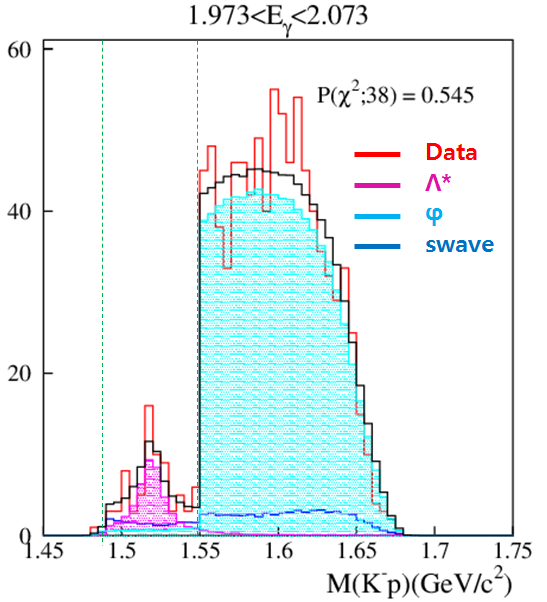 1.973<Eγ<2.073
60
P(χ²;38) = 0.545
Data
Λ*
40
φ
swave
20
0
1.45 1.5 1.55 1.6 1.65 1.7 1.75
M(K⁻p)(GeV/c²)